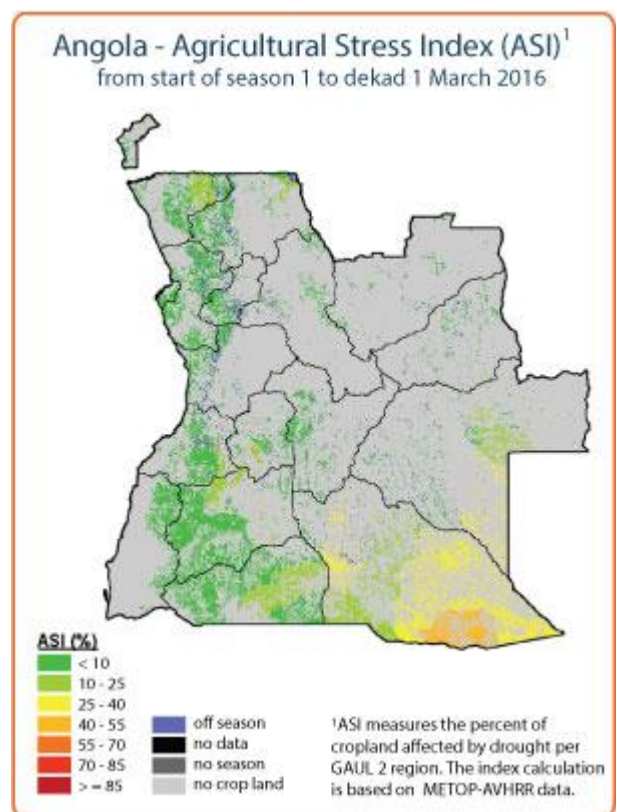 Angola - Agricultural Stress Index (ASI)¹
from start of season 1 to dekad 1 March 2016
ASI (%)
< 10
10 - 25
25 - 40
40 - 55
55 - 70
70 - 85
> = 85
off season
no data
no season
no crop land
¹ASI measures the percent of
cropland affected by drought per
GAUL 2 region. The index calculation
is based on METOP-AVHRR data.